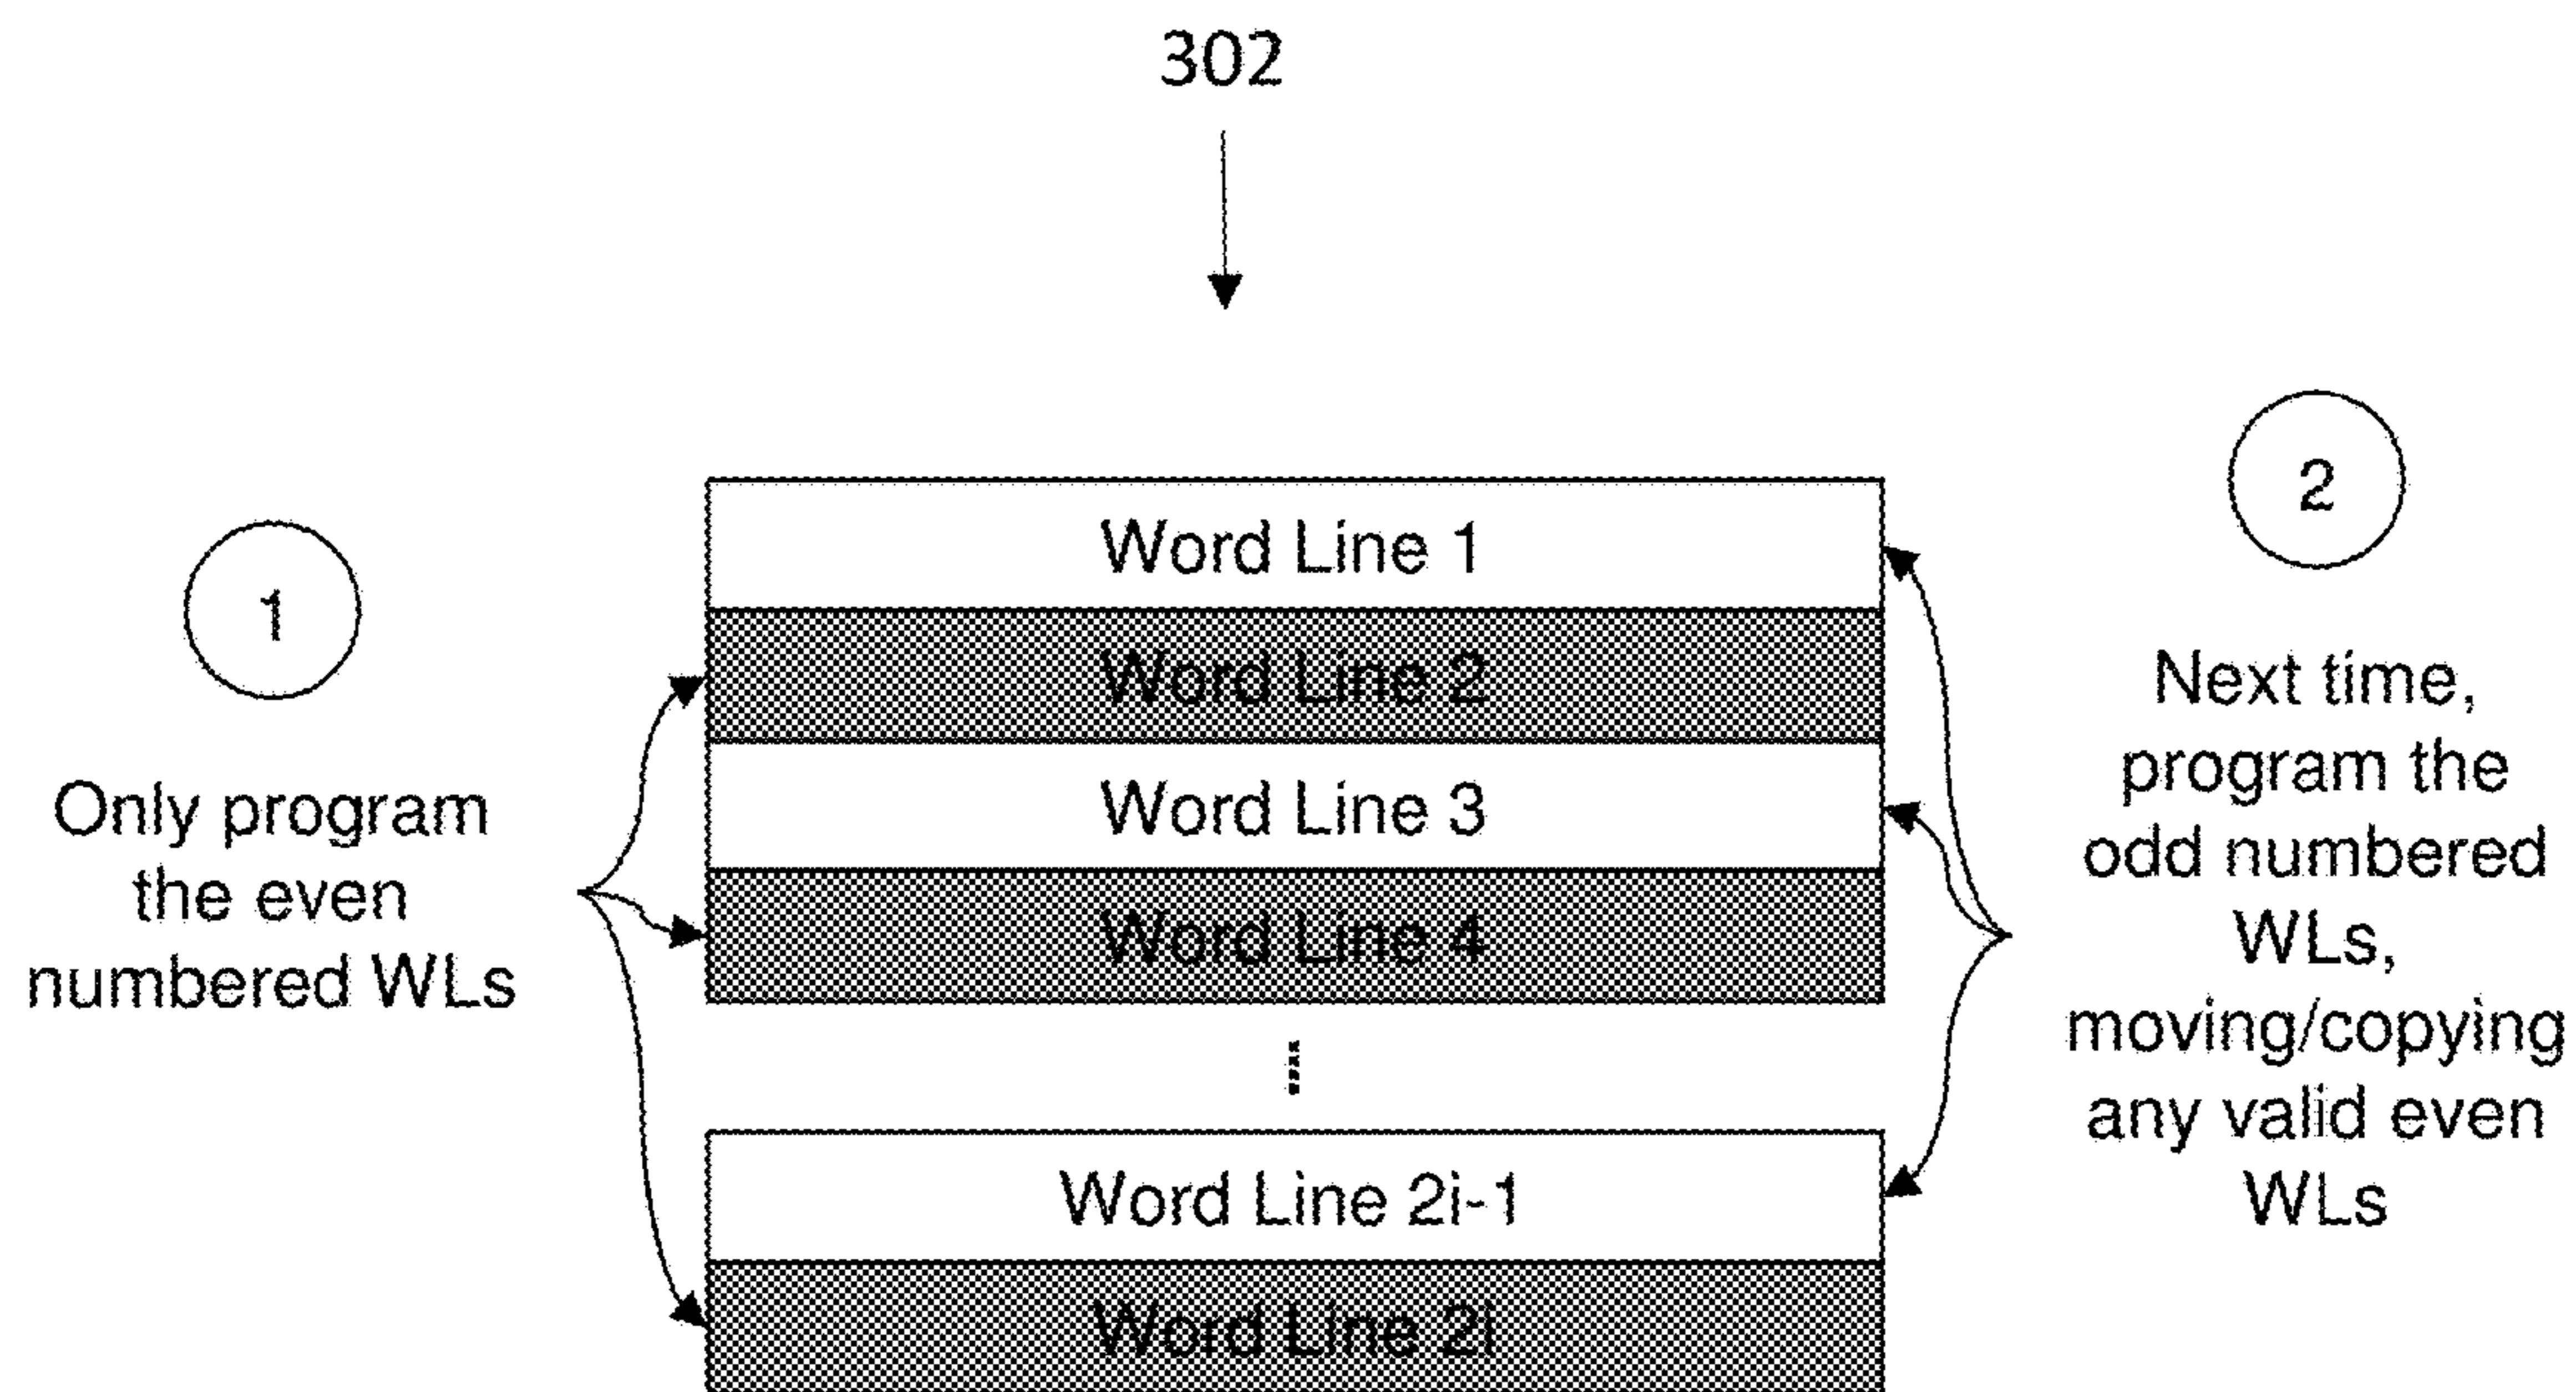 302
1
Only program
the even
numbered WLs
Word Line 1
Word Line 2
Word Line 3
Word Line 4
Word Line 2i-1
Word Line 2i
2
Next time,
program the
odd numbered
WLs,
moving/copying
any valid even
WLs